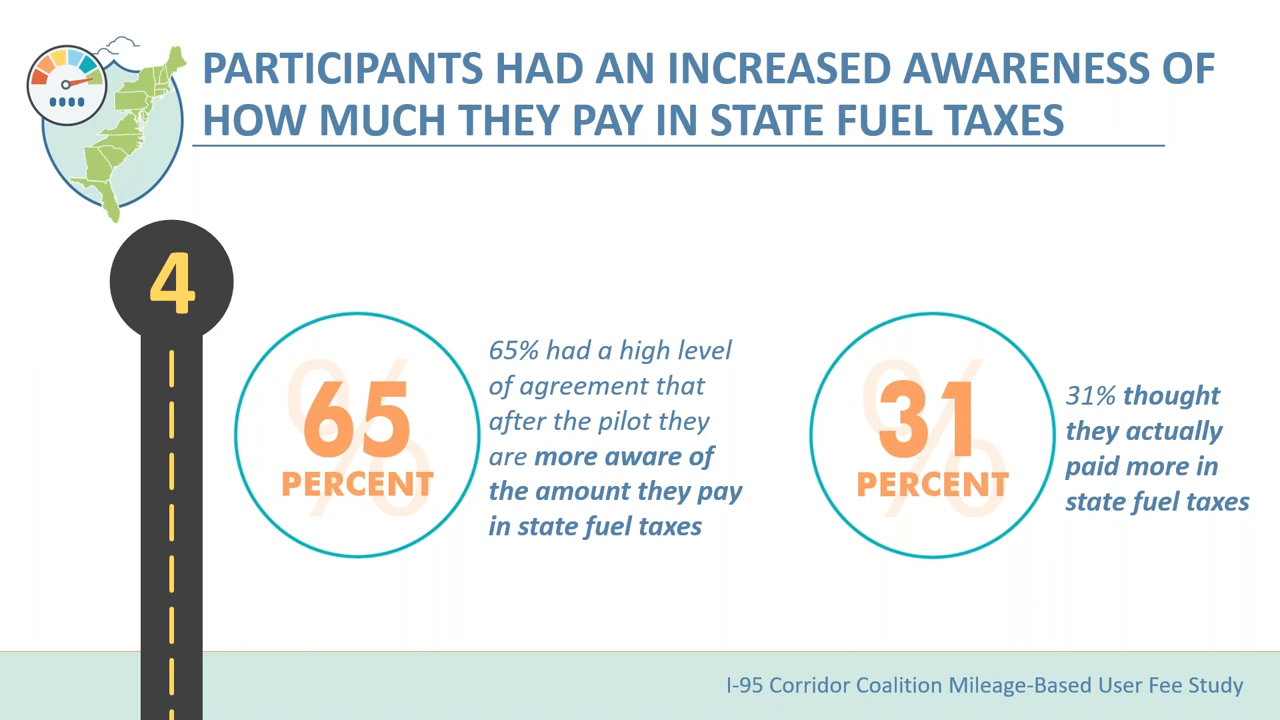 PARTICIPANTS HAD AN INCREASED AWARENESS OF
HOW MUCH THEY PAY IN STATE FUEL TAXES
4
65
PERCENT
65% had a high level
of agreement that
after the pilot they
are more aware of
the amount they pay
in state fuel taxes
31
PERCENT
31% thought
they actually
paid more in
state fuel taxes
I-95 Corridor Coalition Mileage-Based User Fee Study